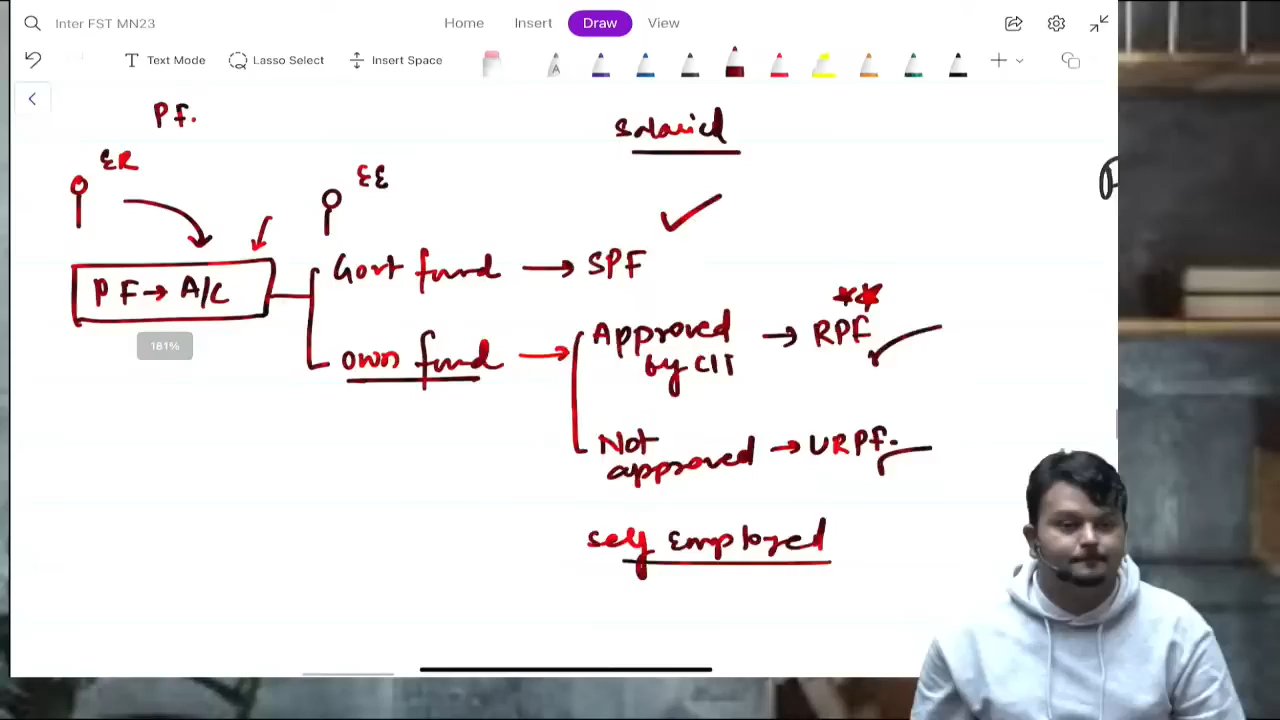 Inter FST MN23
Home Insert Draw View
Text Mode Lasso Select Insert Space
PF.
Salaried
ER
EE
Govt fund → SPF
PF → A/C
181%
own fund → Approved by CIT → RPF
Not approved → URPF.
self Employed